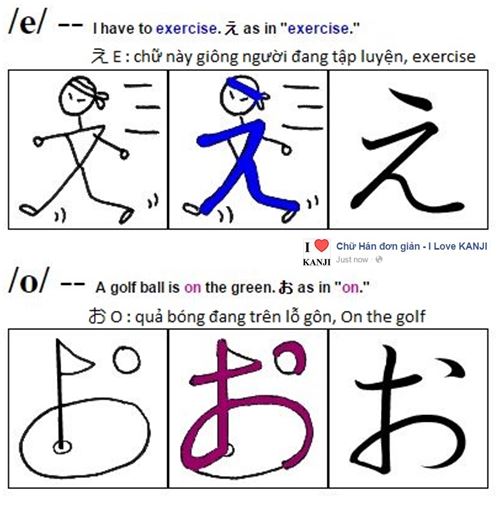 /e/ -- I have to exercise. え as in "exercise."
え E : chữ này giông người đang tập luyện, exercise
え
I ❤ KANJI Chữ Hán đơn giản - I Love KANJI
Just now
/o/ -- A golf ball is on the green. お as in "on."
お O : quả bóng đang trên lỗ gôn, On the golf
お